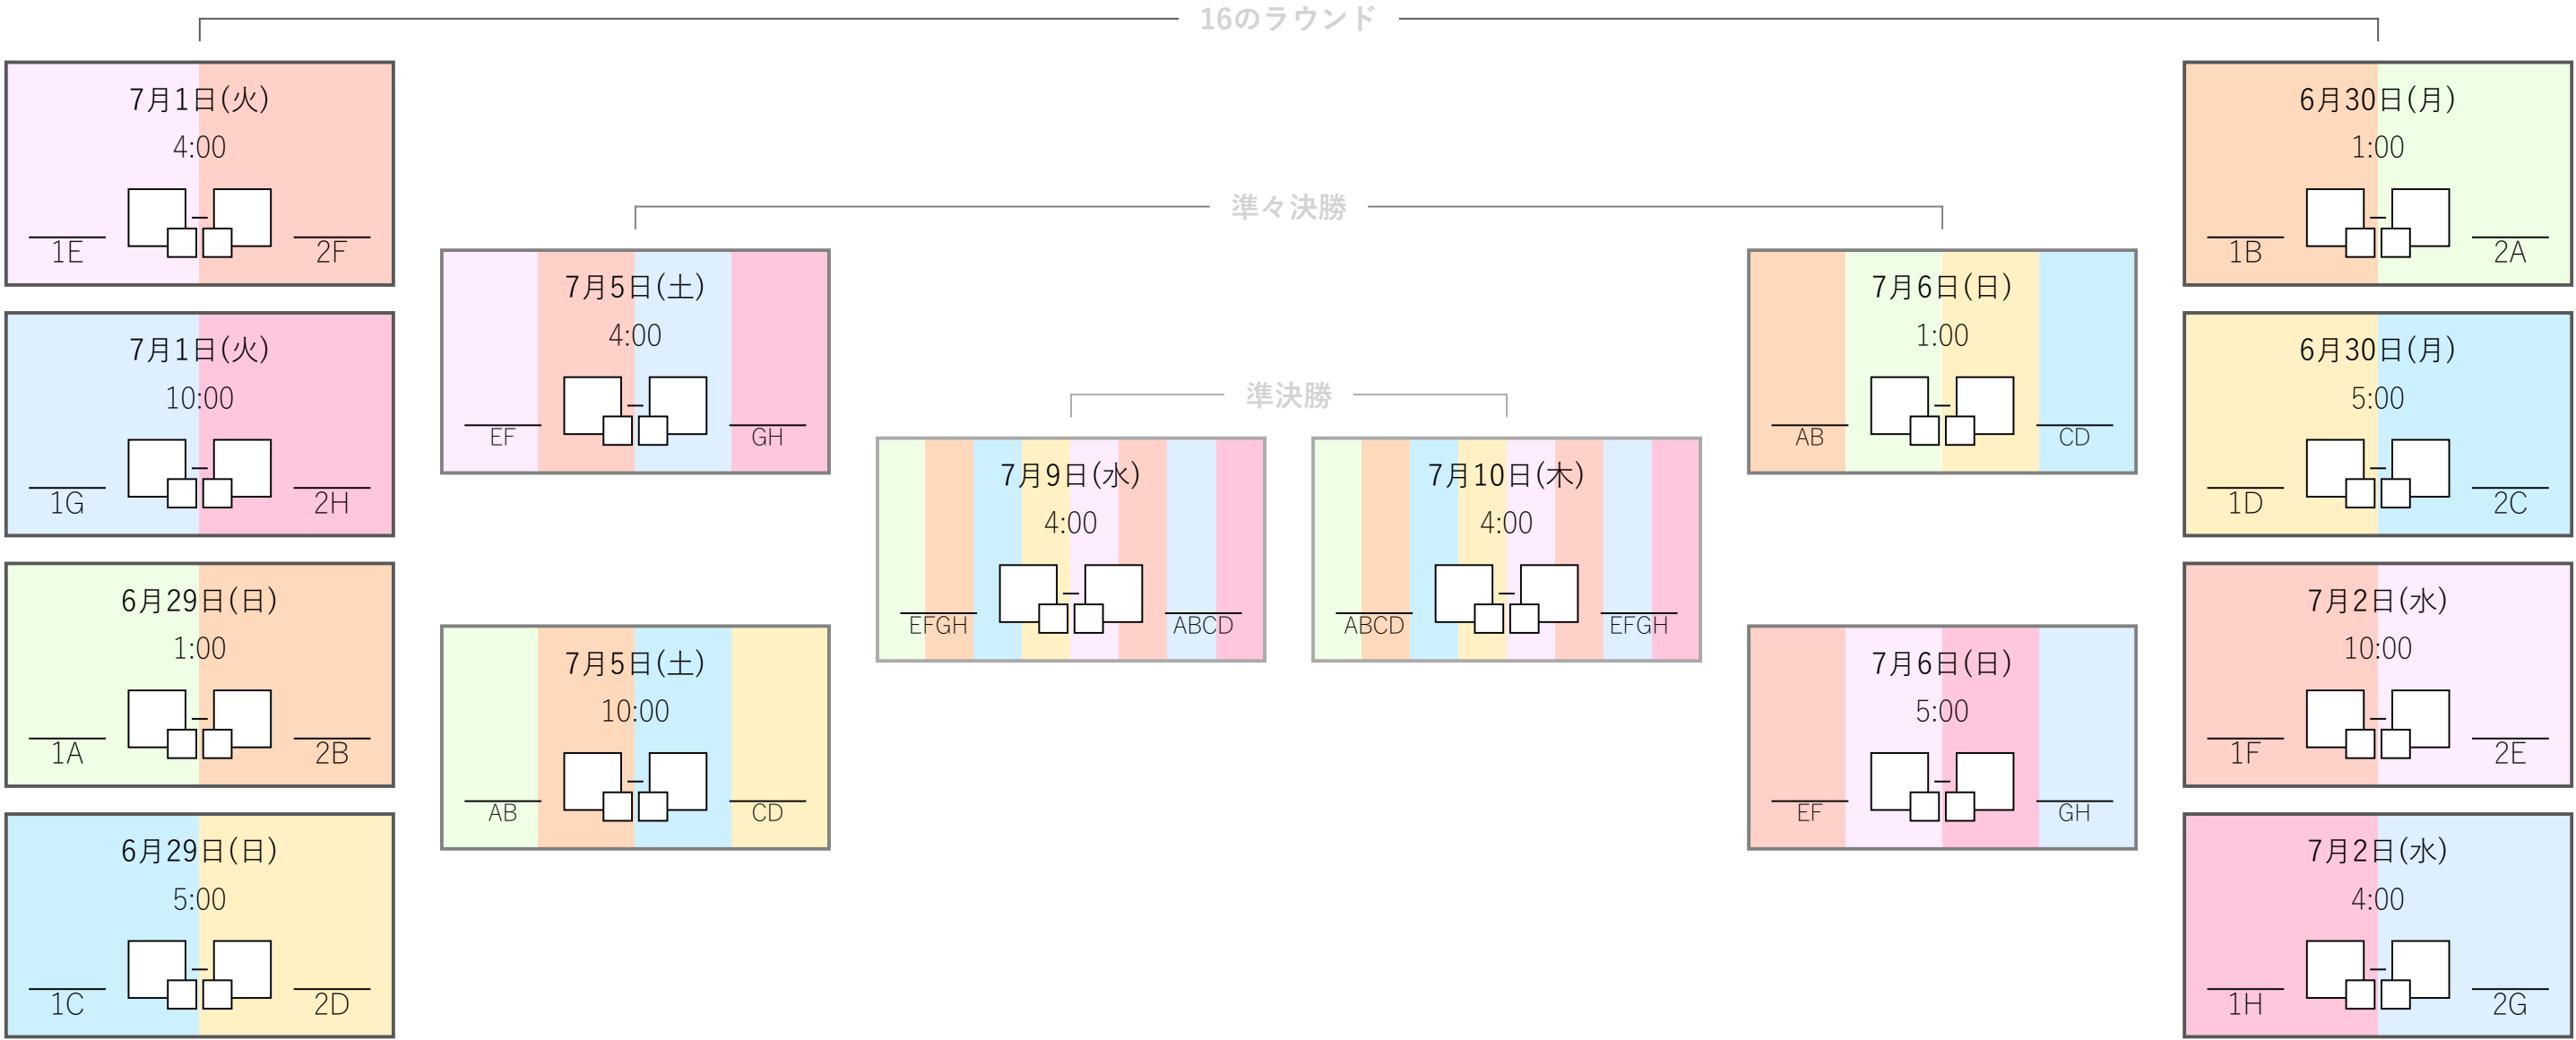 16のラウンド
7月1日(火)
4:00
1E
2F
7月1日(火)
10:00
1G
2H
6月29日(日)
1:00
1A
2B
6月29日(日)
5:00
1C
2D
準々決勝
7月5日(土)
4:00
EF
GH
7月5日(土)
10:00
AB
CD
準決勝
7月9日(水)
4:00
EFGH
ABCD
7月10日(木)
4:00
ABCD
EFGH
7月6日(日)
1:00
AB
CD
7月6日(日)
5:00
EF
GH
6月30日(月)
1:00
1B
2A
6月30日(月)
5:00
1D
2C
7月2日(水)
10:00
1F
2E
7月2日(水)
4:00
1H
2G